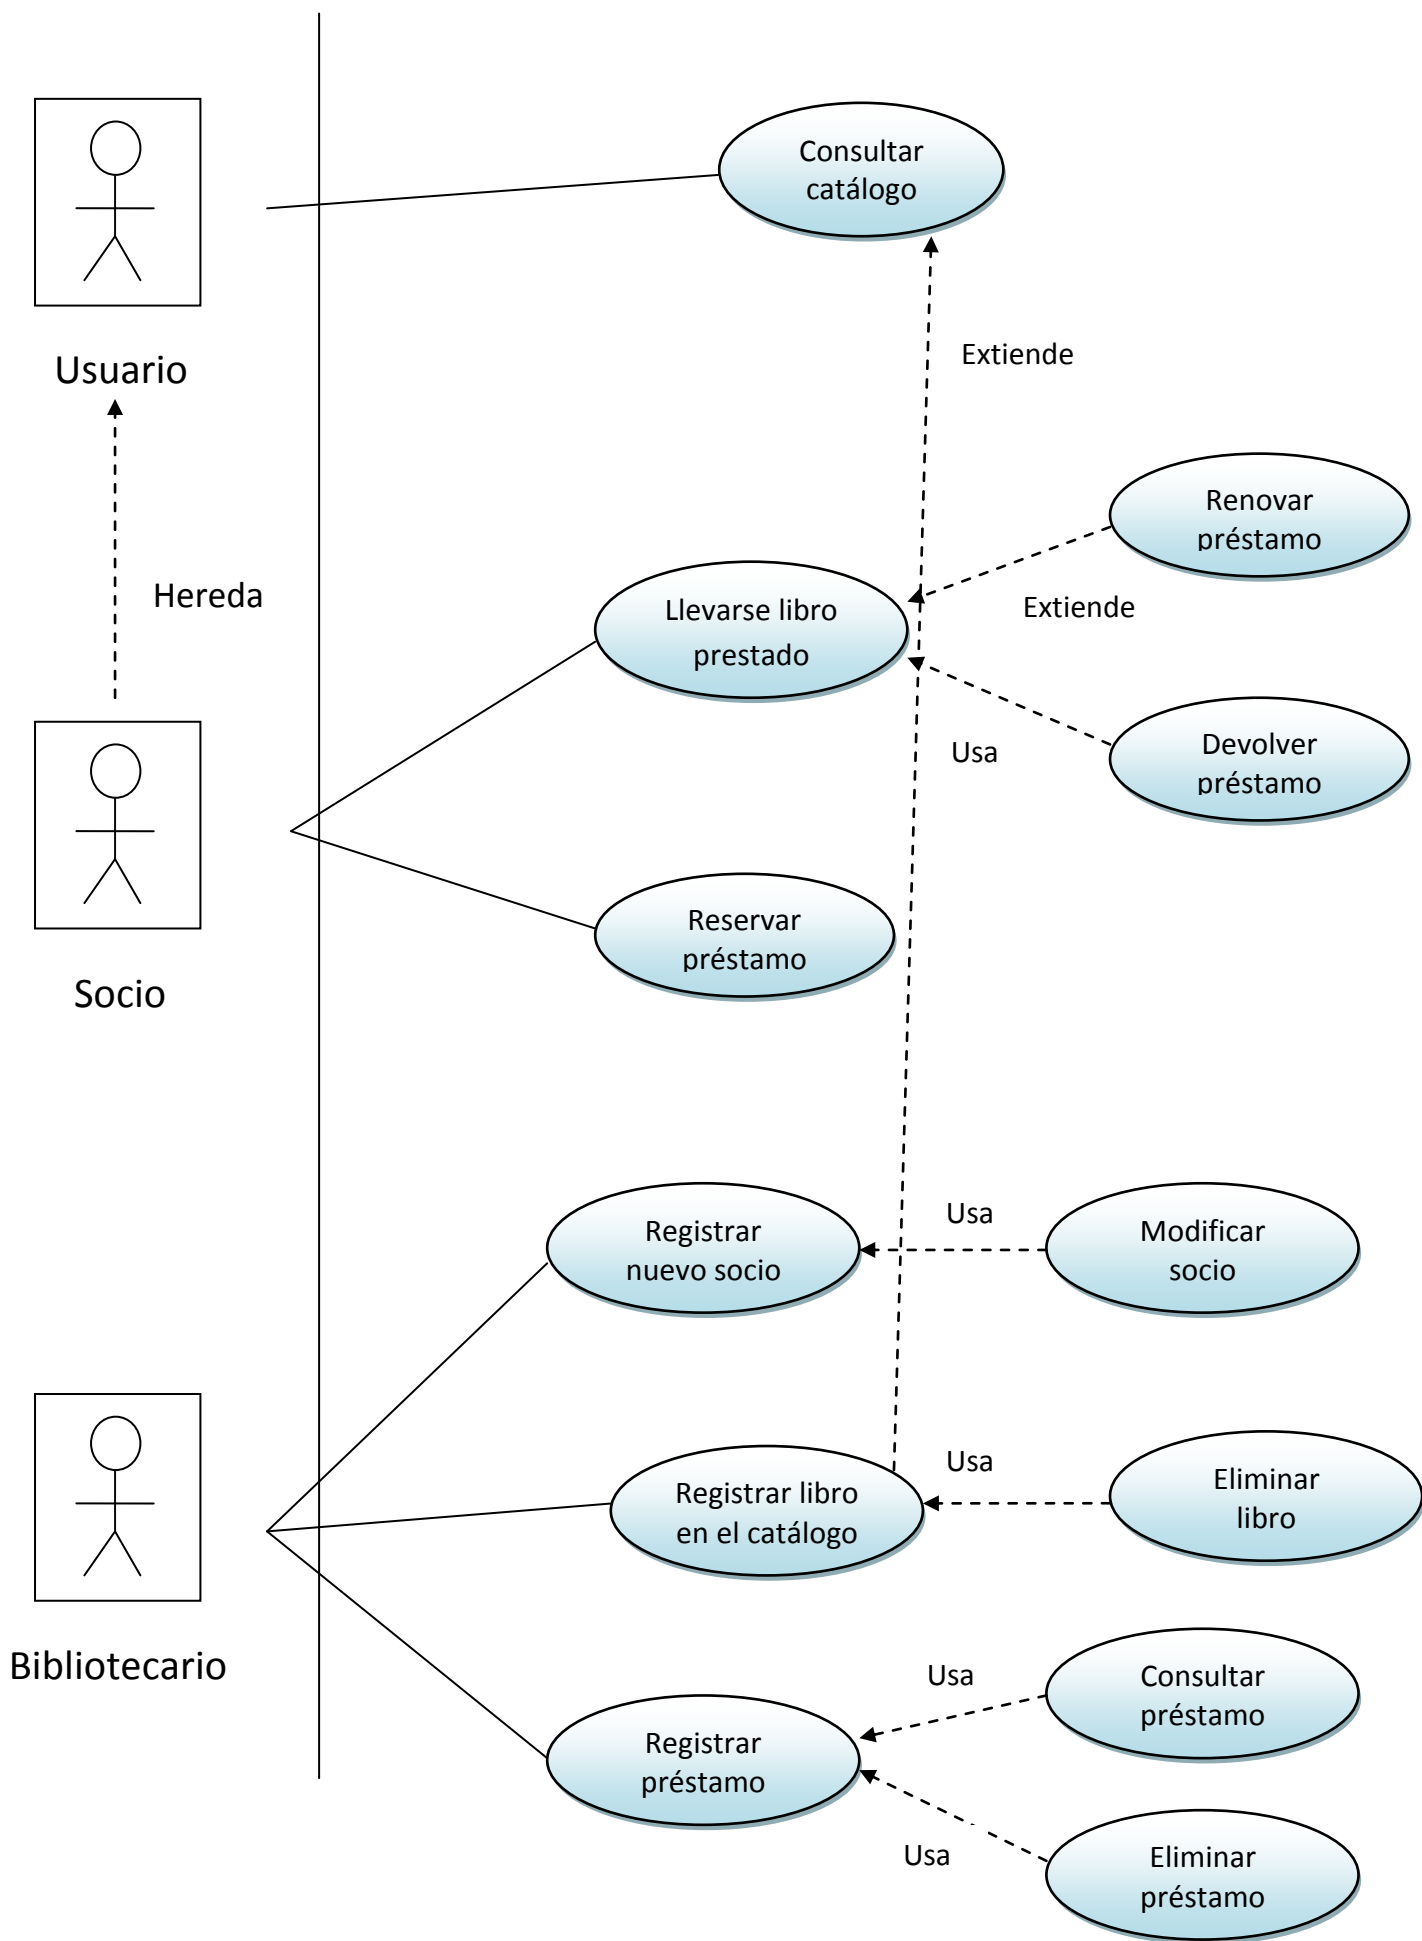 Consultar
catálogo
Usuario
Extiende
Renovar
préstamo
Hereda
Llevarse libro
prestado
Extiende
Usa
Devolver
préstamo
Reservar
préstamo
Socio
Registrar
nuevo socio
Usa
Modificar
socio
Registrar libro
en el catálogo
Usa
Eliminar
libro
Bibliotecario
Usa
Consultar
préstamo
Registrar
préstamo
Usa
Eliminar
préstamo